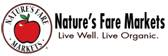 NATURE'S FARE
MARKETS
Nature's Fare Markets
Live Well. Live Organic.